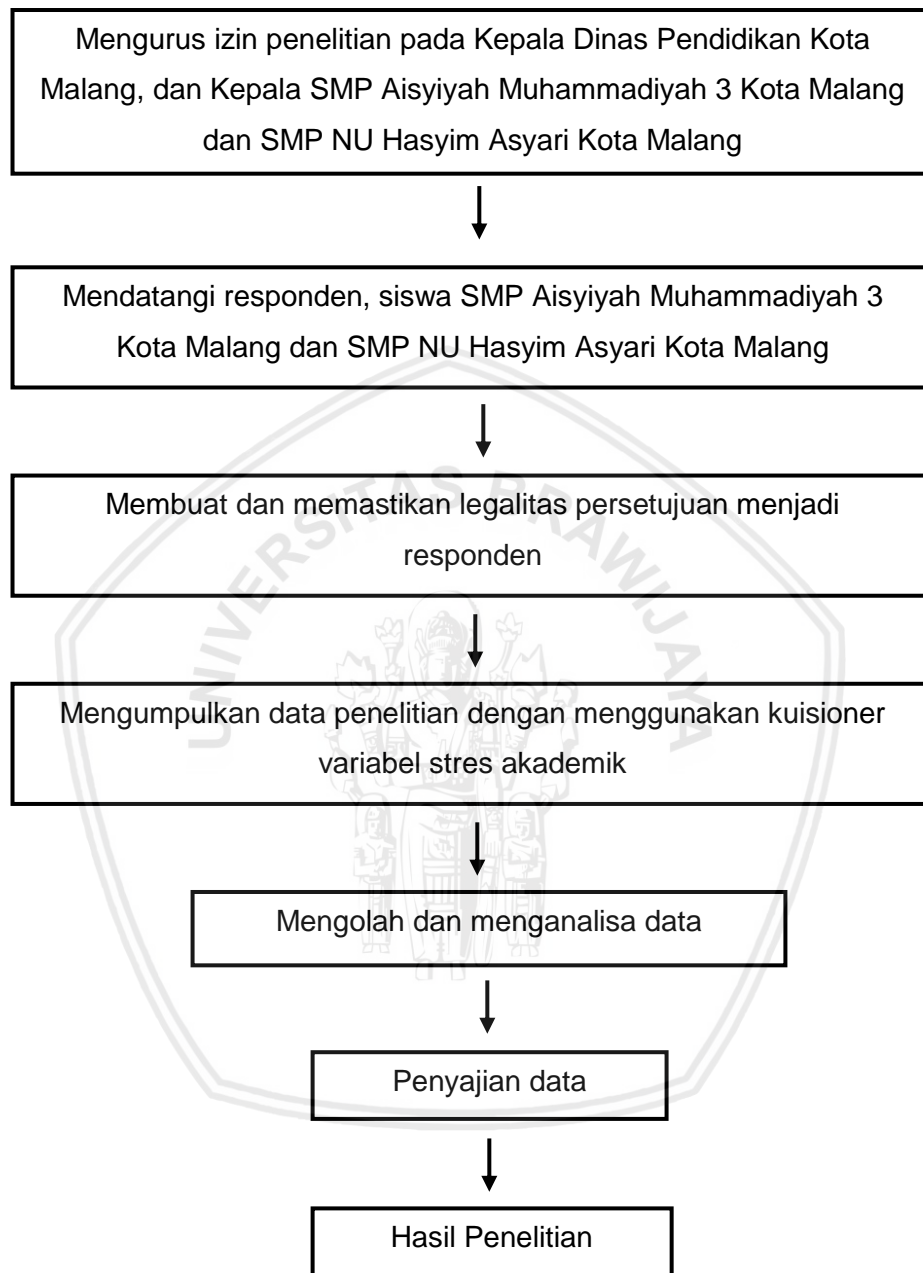 Mengurus izin penelitian pada Kepala Dinas Pendidikan Kota
Malang, dan Kepala SMP Aisyiyah Muhammadiyah 3 Kota Malang
dan SMP NU Hasyim Asyari Kota Malang
Mendatangi responden, siswa SMP Aisyiyah Muhammadiyah 3
Kota Malang dan SMP NU Hasyim Asyari Kota Malang
UNIVERSITAS BRAWIJAYA
Membuat dan memastikan legalitas persetujuan menjadi
responden
Mengumpulkan data penelitian dengan menggunakan kuisioner
variabel stres akademik
Mengolah dan menganalisa data
Penyajian data
Hasil Penelitian